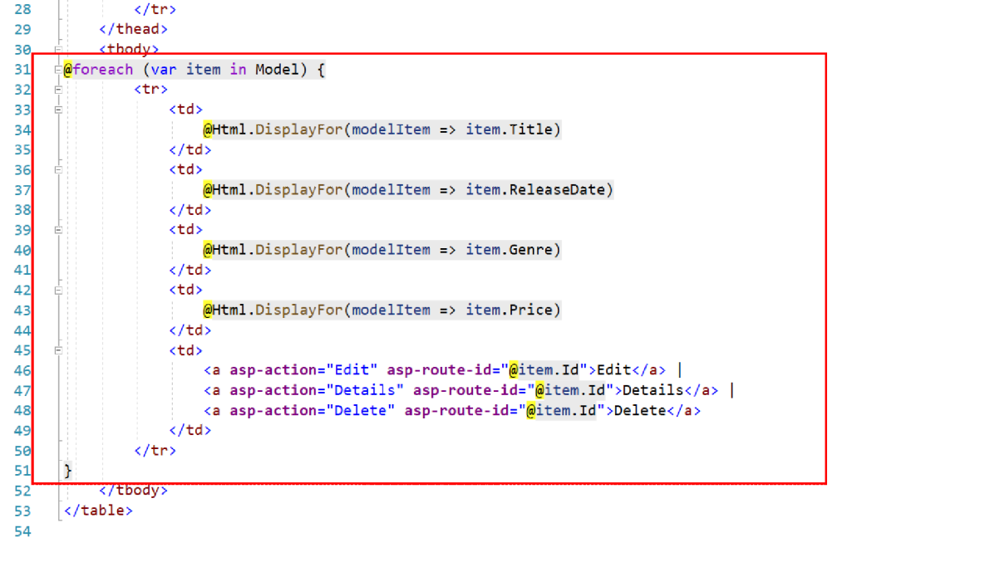 28 </tr>
29 </thead>
30 <tbody>
31 @foreach (var item in Model) {
32 <tr>
33 <td>
34 @Html.DisplayFor(modelItem => item.Title)
35 </td>
36 <td>
37 @Html.DisplayFor(modelItem => item.ReleaseDate)
38 </td>
39 <td>
40 @Html.DisplayFor(modelItem => item.Genre)
41 </td>
42 <td>
43 @Html.DisplayFor(modelItem => item.Price)
44 </td>
45 <td>
46 <a asp-action="Edit" asp-route-id="@item.Id">Edit</a> |
47 <a asp-action="Details" asp-route-id="@item.Id">Details</a> |
48 <a asp-action="Delete" asp-route-id="@item.Id">Delete</a>
49 </td>
50 </tr>
51 }
52 </tbody>
53 </table>
54